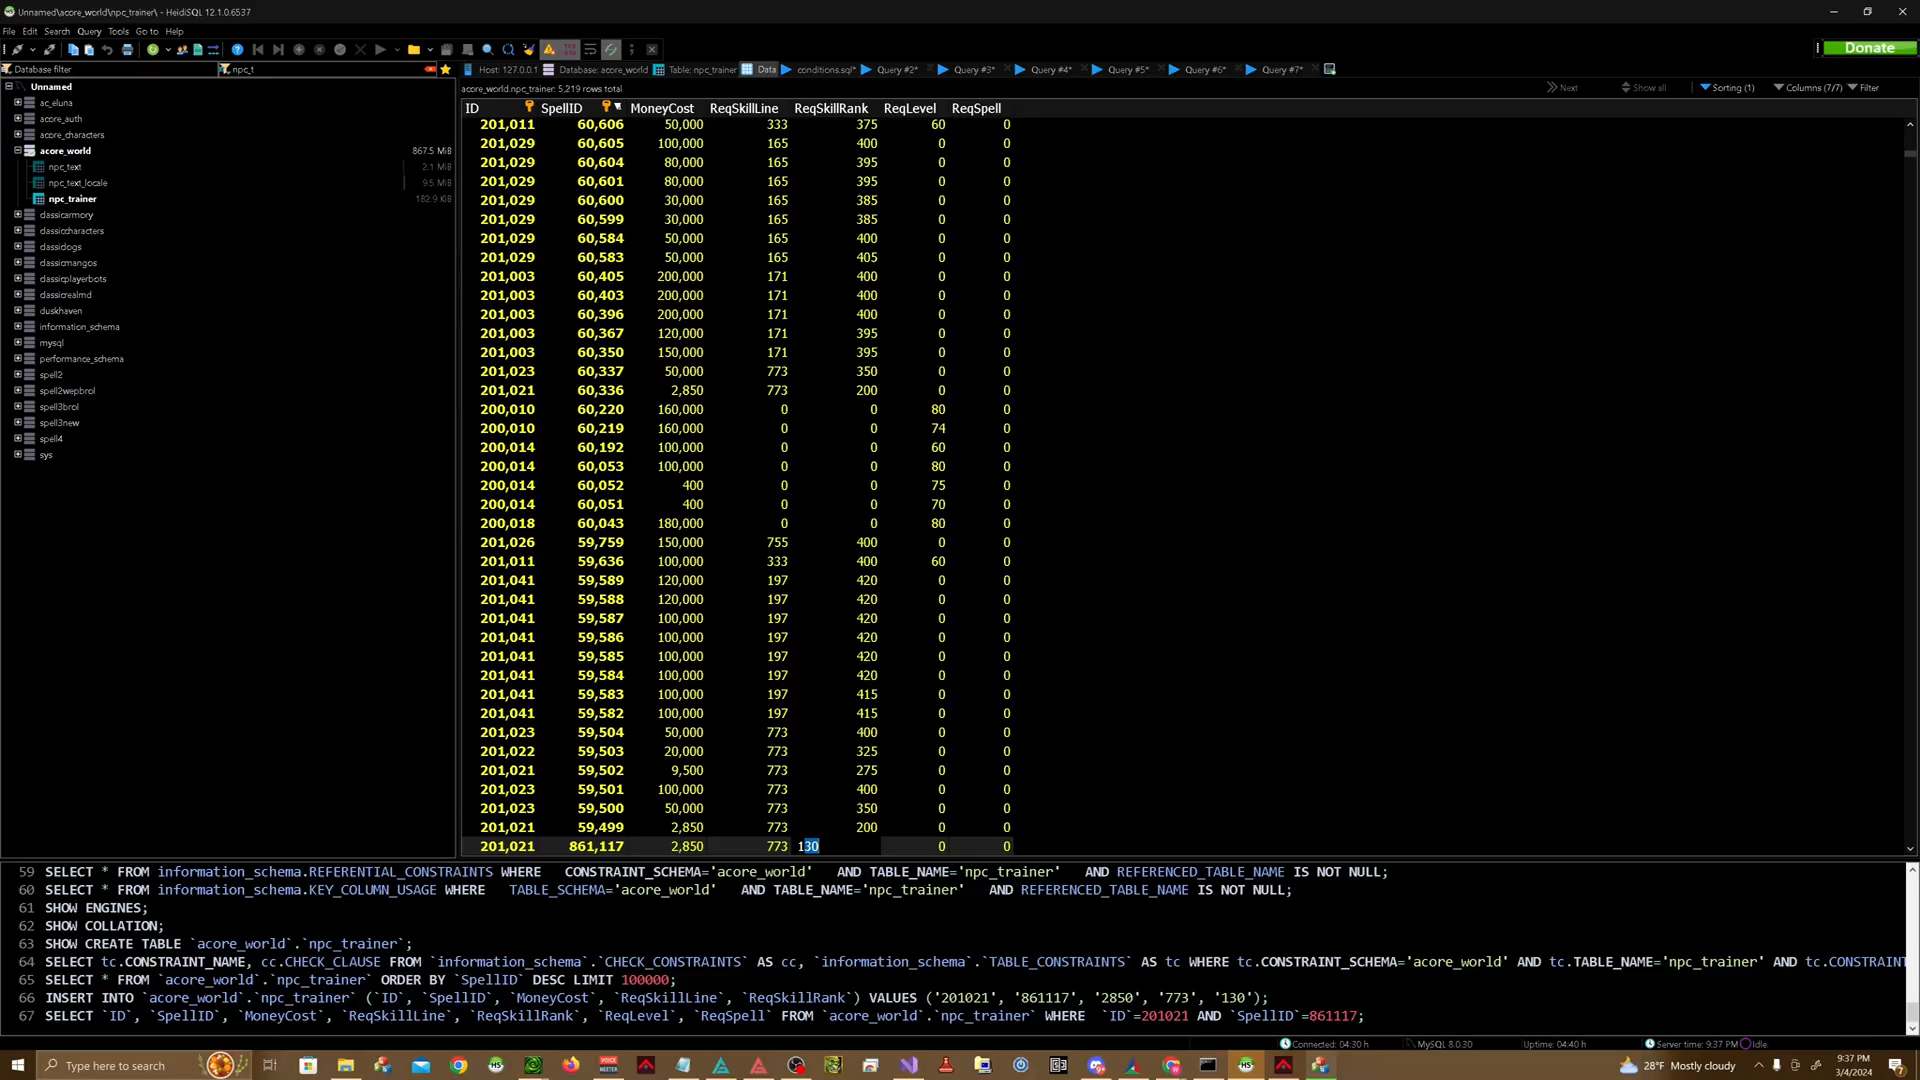 Unnamed\acore_world\npc_trainer\ - HeidiSQL 12.1.0.6537
File Edit Search Query Tools Go to Help
Donate
Database filter npc_t Host: 127.0.0.1 Database: acore_world Table: npc_trainer Data conditions.sql* Query #2* Query #3* Query #4* Query #5* Query #6* Query #7*
acore_world.npc_trainer: 5,219 rows total Next Show all Sorting (1) Columns (7/7) Filter
Unnamed
ac_eluna
acore_auth
acore_characters
acore_world 867.5 MiB
npc_text 2.1 MiB
npc_text_locale 9.5 MiB
npc_trainer 182.9 KiB
classicarmory
classiccharacters
classiclogs
classicmangos
classicplayerbots
classicrealmd
duskhaven
information_schema
mysql
performance_schema
spell2
spell2wepbrol
spell3brol
spell3new
spell4
sys
ID SpellID MoneyCost ReqSkillLine ReqSkillRank ReqLevel ReqSpell
201,011 60,606 50,000 333 375 60 0
201,029 60,605 100,000 165 400 0 0
201,029 60,604 80,000 165 395 0 0
201,029 60,601 80,000 165 395 0 0
201,029 60,600 30,000 165 385 0 0
201,029 60,599 30,000 165 385 0 0
201,029 60,584 50,000 165 400 0 0
201,029 60,583 50,000 165 405 0 0
201,003 60,405 200,000 171 400 0 0
201,003 60,403 200,000 171 400 0 0
201,003 60,396 200,000 171 400 0 0
201,003 60,367 120,000 171 395 0 0
201,003 60,350 150,000 171 395 0 0
201,023 60,337 50,000 773 350 0 0
201,021 60,336 2,850 773 200 0 0
200,010 60,220 160,000 0 0 80 0
200,010 60,219 160,000 0 0 74 0
200,014 60,192 100,000 0 0 60 0
200,014 60,053 100,000 0 0 80 0
200,014 60,052 400 0 0 75 0
200,014 60,051 400 0 0 70 0
200,018 60,043 180,000 0 0 80 0
201,026 59,759 150,000 755 400 0 0
201,011 59,636 100,000 333 400 60 0
201,041 59,589 120,000 197 420 0 0
201,041 59,588 120,000 197 420 0 0
201,041 59,587 100,000 197 420 0 0
201,041 59,586 100,000 197 420 0 0
201,041 59,585 100,000 197 420 0 0
201,041 59,584 100,000 197 420 0 0
201,041 59,583 100,000 197 415 0 0
201,041 59,582 100,000 197 415 0 0
201,023 59,504 50,000 773 400 0 0
201,022 59,503 20,000 773 325 0 0
201,021 59,502 9,500 773 275 0 0
201,023 59,501 100,000 773 400 0 0
201,023 59,500 50,000 773 350 0 0
201,021 59,499 2,850 773 200 0 0
201,021 861,117 2,850 773 130 0 0
59 SELECT * FROM information_schema.REFERENTIAL_CONSTRAINTS WHERE CONSTRAINT_SCHEMA='acore_world' AND TABLE_NAME='npc_trainer' AND REFERENCED_TABLE_NAME IS NOT NULL;
60 SELECT * FROM information_schema.KEY_COLUMN_USAGE WHERE TABLE_SCHEMA='acore_world' AND TABLE_NAME='npc_trainer' AND REFERENCED_TABLE_NAME IS NOT NULL;
61 SHOW ENGINES;
62 SHOW COLLATION;
63 SHOW CREATE TABLE `acore_world`.`npc_trainer`;
64 SELECT tc.CONSTRAINT_NAME, cc.CHECK_CLAUSE FROM `information_schema`.`CHECK_CONSTRAINTS` AS cc, `information_schema`.`TABLE_CONSTRAINTS` AS tc WHERE tc.CONSTRAINT_SCHEMA='acore_world' AND tc.TABLE_NAME='npc_trainer' AND tc.CONSTRAINT
65 SELECT * FROM `acore_world`.`npc_trainer` ORDER BY `SpellID` DESC LIMIT 100000;
66 INSERT INTO `acore_world`.`npc_trainer` (`ID`, `SpellID`, `MoneyCost`, `ReqSkillLine`, `ReqSkillRank`) VALUES ('201021', '861117', '2850', '773', '130');
67 SELECT `ID`, `SpellID`, `MoneyCost`, `ReqSkillLine`, `ReqSkillRank`, `ReqLevel`, `ReqSpell` FROM `acore_world`.`npc_trainer` WHERE `ID`=201021 AND `SpellID`=861117;
Connected: 04:30 h MySQL 8.0.30 Uptime: 04:40 h Server time: 9:37 PM Idle.
Type here to search
28°F Mostly cloudy
9:37 PM
3/4/2024